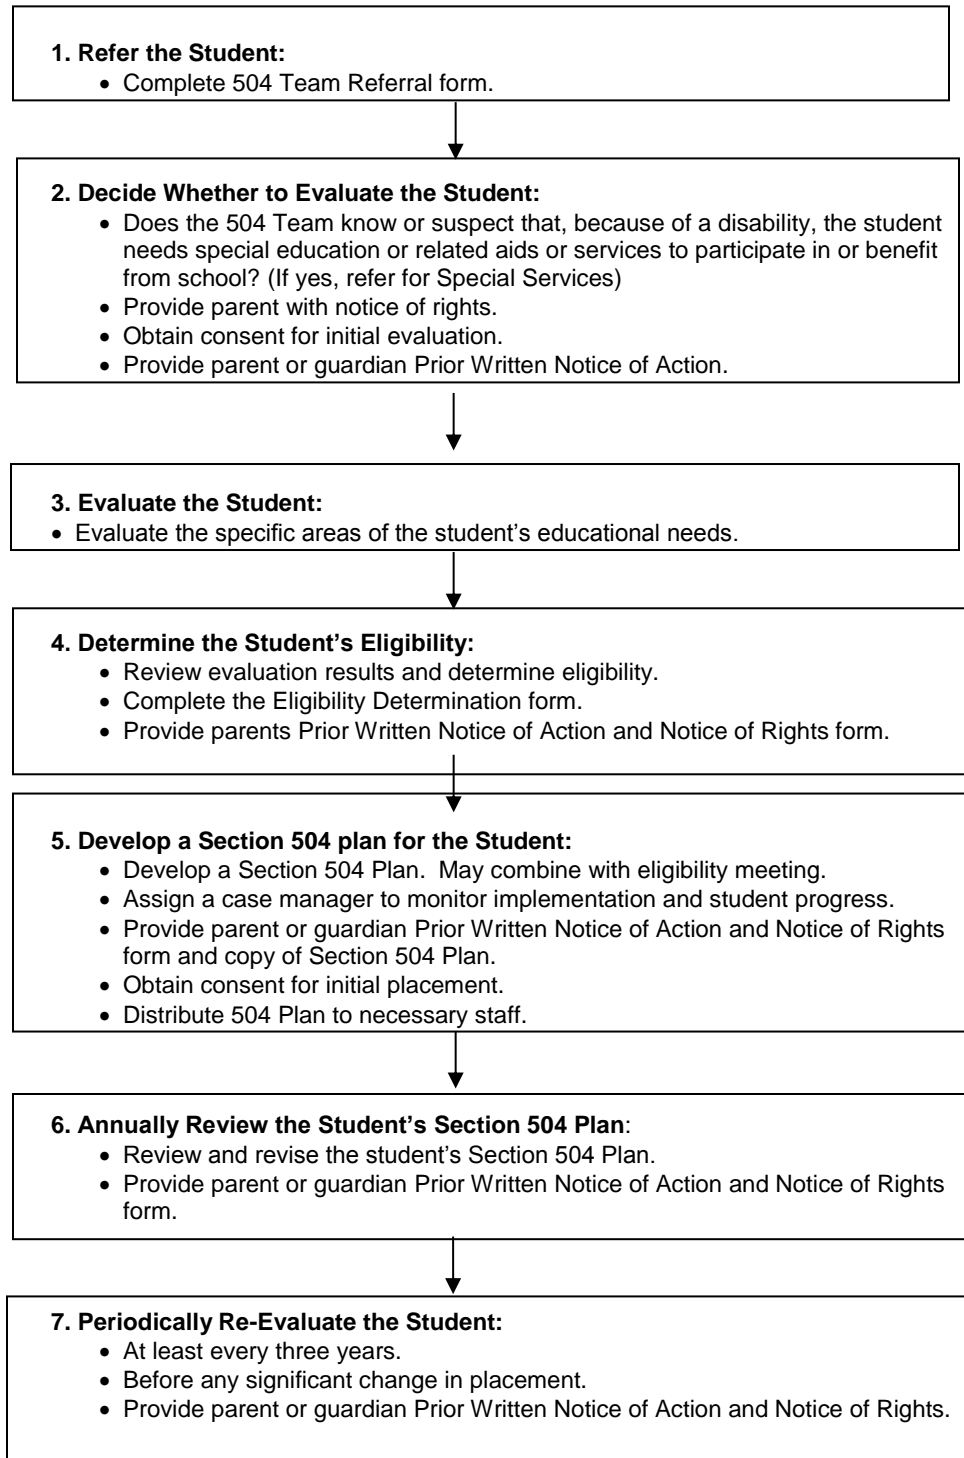 1. Refer the Student:
• Complete 504 Team Referral form.
2. Decide Whether to Evaluate the Student:
• Does the 504 Team know or suspect that, because of a disability, the student
needs special education or related aids or services to participate in or benefit
from school? (If yes, refer for Special Services)
• Provide parent with notice of rights.
• Obtain consent for initial evaluation.
• Provide parent or guardian Prior Written Notice of Action.
3. Evaluate the Student:
• Evaluate the specific areas of the student’s educational needs.
4. Determine the Student’s Eligibility:
• Review evaluation results and determine eligibility.
• Complete the Eligibility Determination form.
• Provide parents Prior Written Notice of Action and Notice of Rights form.
5. Develop a Section 504 plan for the Student:
• Develop a Section 504 Plan.  May combine with eligibility meeting.
• Assign a case manager to monitor implementation and student progress.
• Provide parent or guardian Prior Written Notice of Action and Notice of Rights
form and copy of Section 504 Plan.
• Obtain consent for initial placement.
• Distribute 504 Plan to necessary staff.
6. Annually Review the Student’s Section 504 Plan:
• Review and revise the student’s Section 504 Plan.
• Provide parent or guardian Prior Written Notice of Action and Notice of Rights
form.
7. Periodically Re-Evaluate the Student:
• At least every three years.
• Before any significant change in placement.
• Provide parent or guardian Prior Written Notice of Action and Notice of Rights.